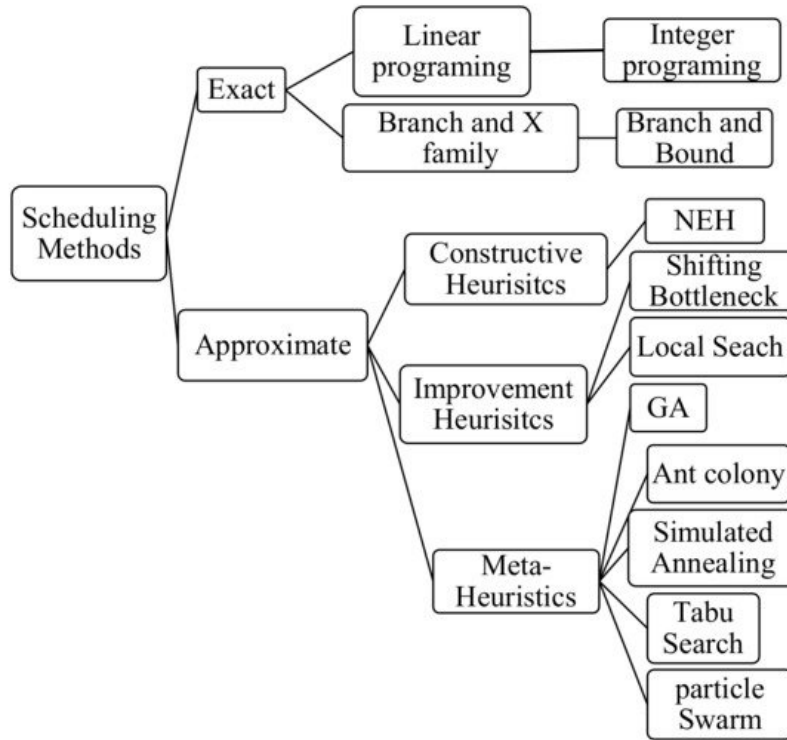 Linear
programing
Integer
programing
Exact
Branch and X
family
Branch and
Bound
Scheduling
Methods
NEH
Constructive
Heurisitcs
Shifting
Bottleneck
Approximate
Local Seach
Improvement
Heurisitcs
GA
Ant colony
Simulated
Annealing
Meta-
Heuristics
Tabu
Search
particle
Swarm